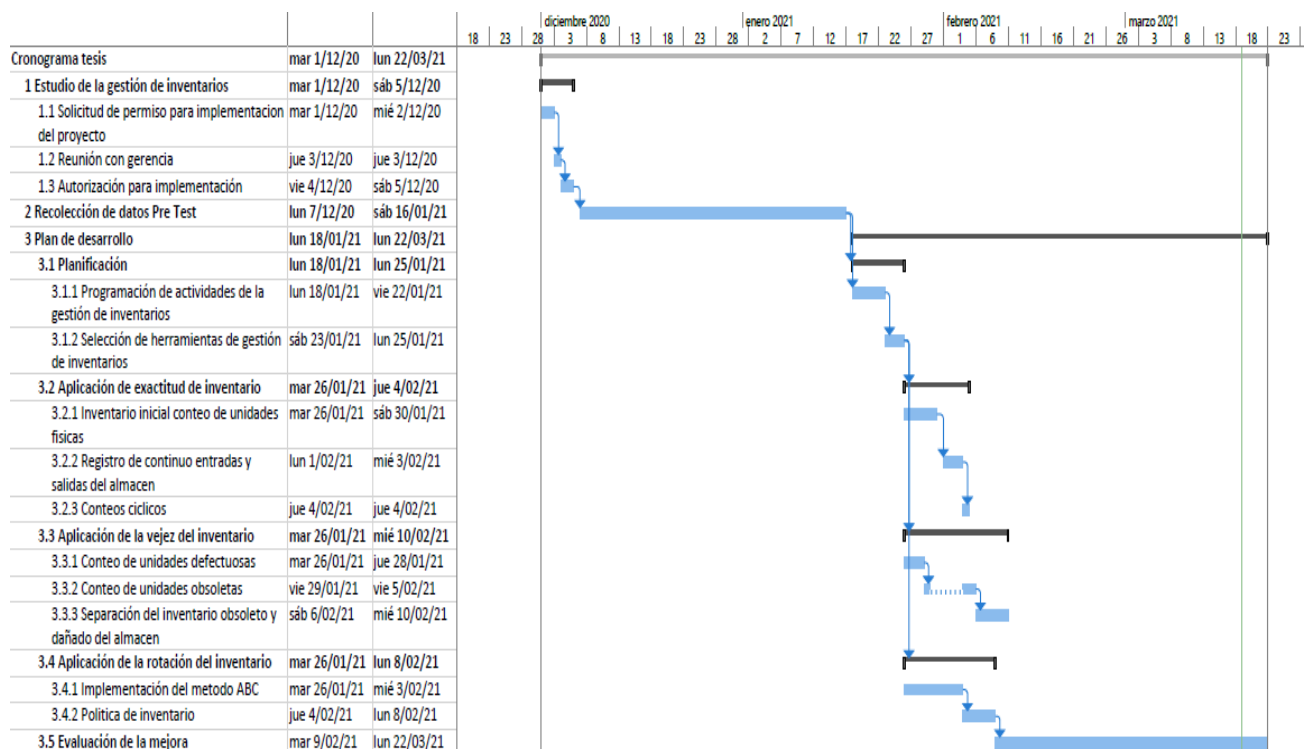 diciembre 2020 enero 2021 febrero 2021 marzo 2021
18 23 28 3 8 13 18 23 28 2 7 12 17 22 27 1 6 11 16 21 26 3 8 13 18 23
Cronograma tesis mar 1/12/20 lun 22/03/21
1 Estudio de la gestión de inventarios mar 1/12/20 sáb 5/12/20
1.1 Solicitud de permiso para implementacion mar 1/12/20 mié 2/12/20
del proyecto
1.2 Reunión con gerencia jue 3/12/20 jue 3/12/20
1.3 Autorización para implementación vie 4/12/20 sáb 5/12/20
2 Recolección de datos Pre Test lun 7/12/20 sáb 16/01/21
3 Plan de desarrollo lun 18/01/21 lun 22/03/21
3.1 Planificación lun 18/01/21 lun 25/01/21
3.1.1 Programación de actividades de la lun 18/01/21 vie 22/01/21
gestión de inventarios
3.1.2 Selección de herramientas de gestión sáb 23/01/21 lun 25/01/21
de inventarios
3.2 Aplicación de exactitud de inventario mar 26/01/21 jue 4/02/21
3.2.1 Inventario inicial conteo de unidades mar 26/01/21 sáb 30/01/21
fisicas
3.2.2 Registro de continuo entradas y lun 1/02/21 mié 3/02/21
salidas del almacen
3.2.3 Conteos ciclicos jue 4/02/21 jue 4/02/21
3.3 Aplicación de la vejez del inventario mar 26/01/21 mié 10/02/21
3.3.1 Conteo de unidades defectuosas mar 26/01/21 jue 28/01/21
3.3.2 Conteo de unidades obsoletas vie 29/01/21 vie 5/02/21
3.3.3 Separación del inventario obsoleto y sáb 6/02/21 mié 10/02/21
dañado del almacen
3.4 Aplicación de la rotación del inventario mar 26/01/21 lun 8/02/21
3.4.1 Implementación del metodo ABC mar 26/01/21 mié 3/02/21
3.4.2 Politica de inventario jue 4/02/21 lun 8/02/21
3.5 Evaluación de la mejora mar 9/02/21 lun 22/03/21